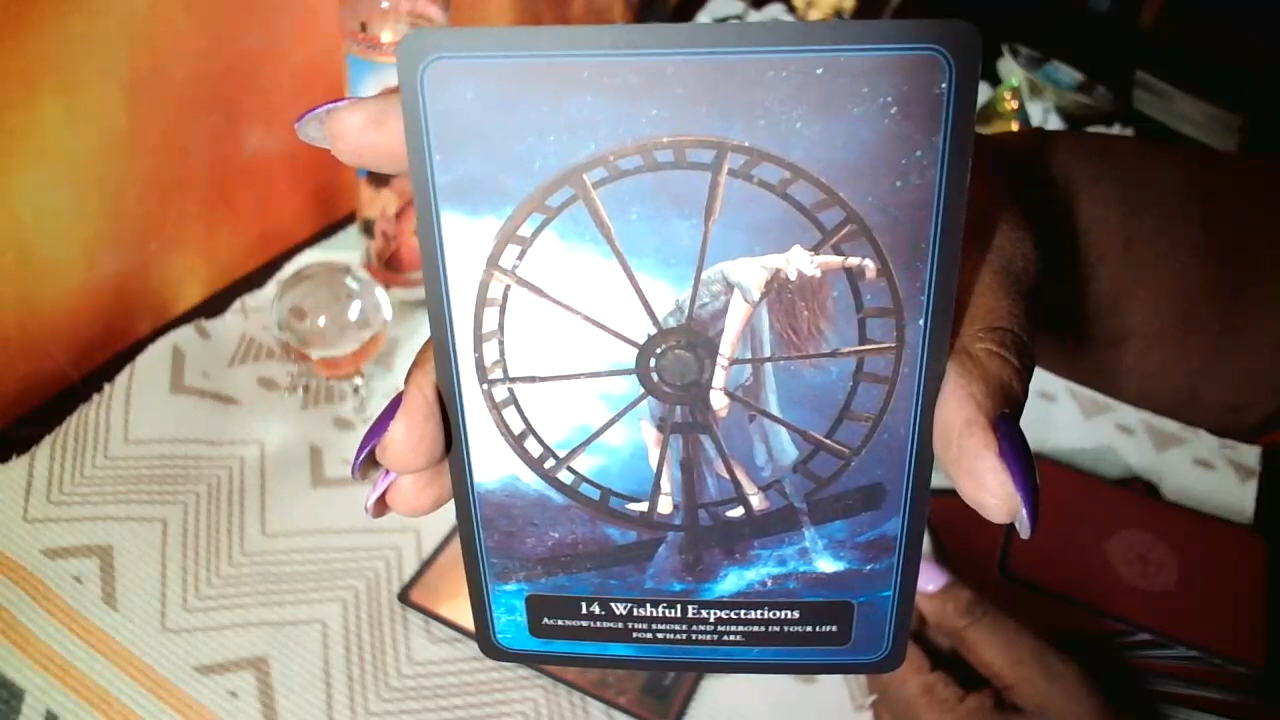 14. Wishful Expectations
Acknowledge the smoke and mirrors in your life
for what they are.